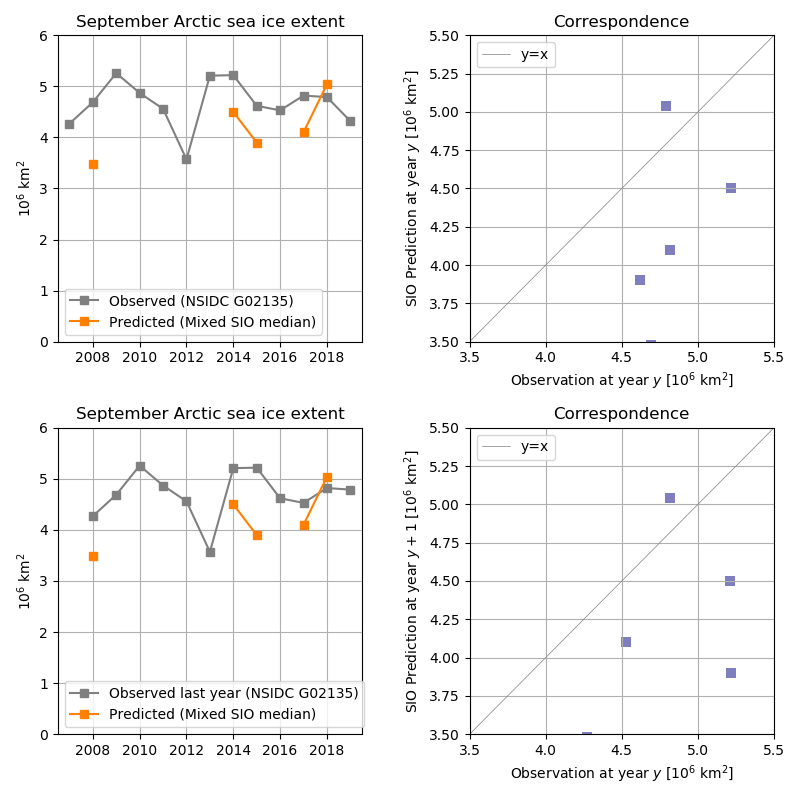 September Arctic sea ice extent
10⁶ km²
6
5
4
3
2
1
0
2008 2010 2012 2014 2016 2018
Observed (NSIDC G02135)
Predicted (Mixed SIO median)
Correspondence
SIO Prediction at year y [10⁶ km²]
5.50
5.25
5.00
4.75
4.50
4.25
4.00
3.75
3.50
3.5 4.0 4.5 5.0 5.5
y=x
Observation at year y [10⁶ km²]
September Arctic sea ice extent
10⁶ km²
6
5
4
3
2
1
0
2008 2010 2012 2014 2016 2018
Observed last year (NSIDC G02135)
Predicted (Mixed SIO median)
Correspondence
SIO Prediction at year y + 1 [10⁶ km²]
5.50
5.25
5.00
4.75
4.50
4.25
4.00
3.75
3.50
3.5 4.0 4.5 5.0 5.5
y=x
Observation at year y [10⁶ km²]